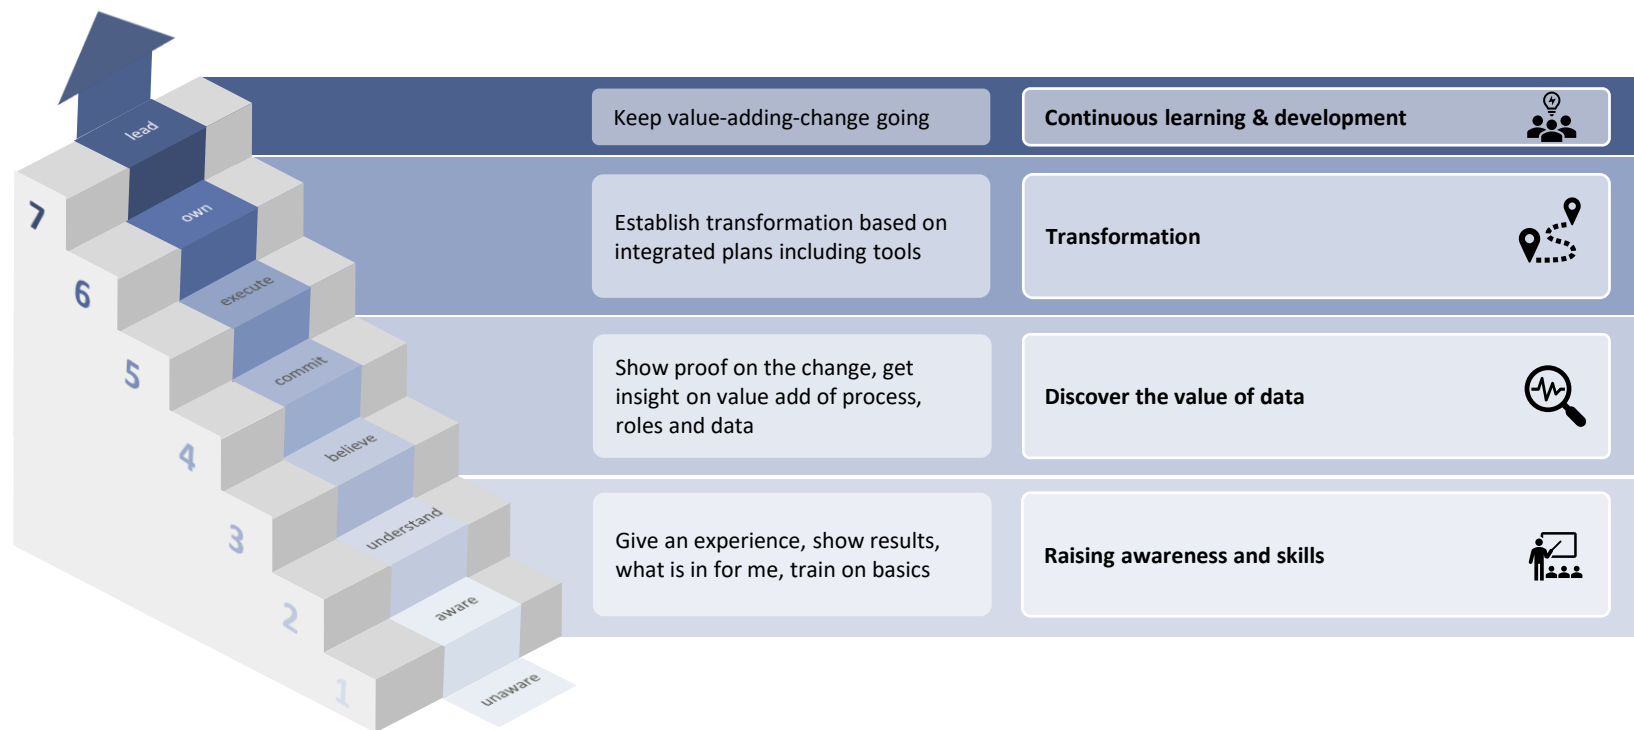 lead
7
own
6
execute
5
commit
4
believe
3
understand
2
aware
1
unaware
Keep value-adding-change going
Continuous learning & development
Establish transformation based on
integrated plans including tools
Transformation
Show proof on the change, get
insight on value add of process,
roles and data
Discover the value of data
Give an experience, show results,
what is in for me, train on basics
Raising awareness and skills